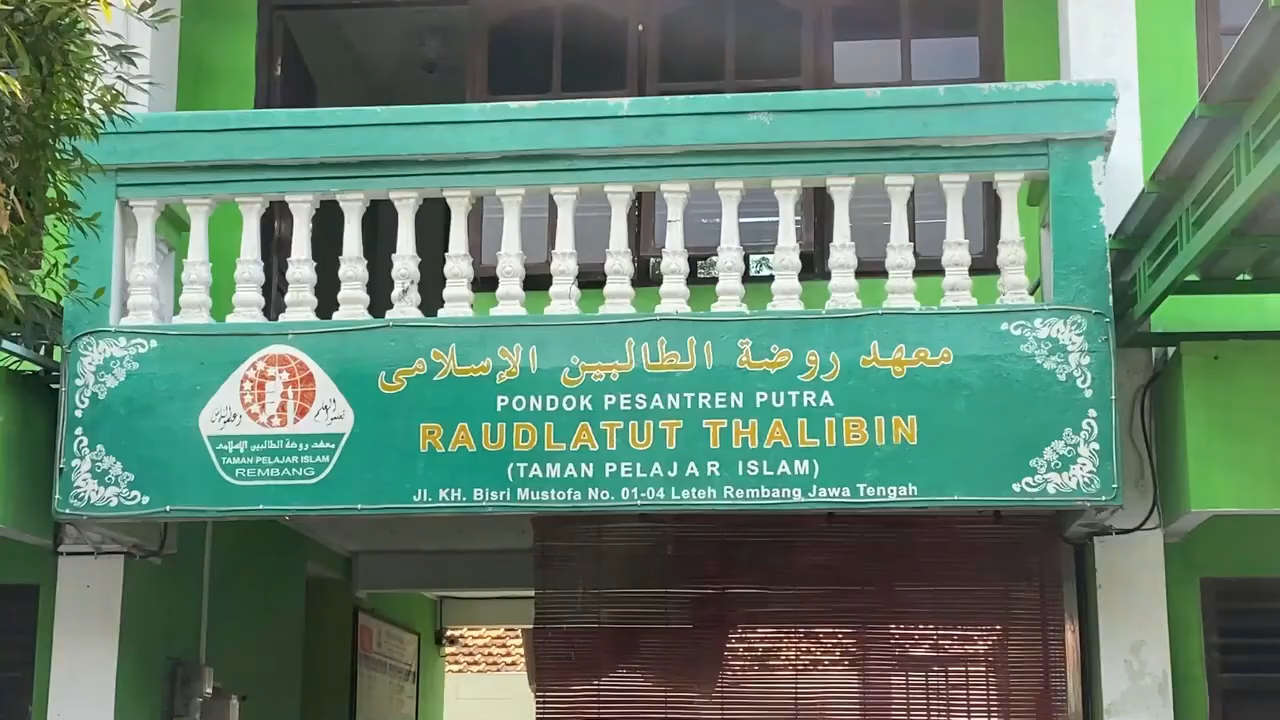 معهد روضة الطالبين الإسلامى
PONDOK PESANTREN PUTRA
RAUDLATUT THALIBIN
(TAMAN PELAJAR ISLAM)
Jl. KH. Bisri Mustofa No. 01-04 Leteh Rembang Jawa Tengah
معهد روضة الطالبين الإسلامى
TAMAN PELAJAR ISLAM
REMBANG